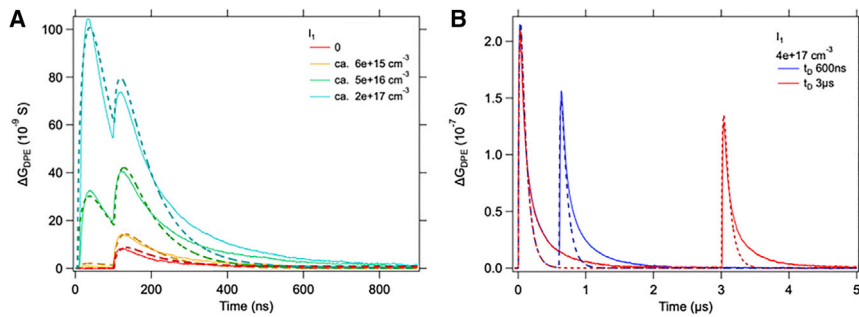 A
I₁
0
ca. 6e+15 cm⁻³
ca. 5e+16 cm⁻³
ca. 2e+17 cm⁻³
ΔG_DPE (10⁻⁹ S)
100
80
60
40
20
0
0 200 400 600 800
Time (ns)
B
I₁
4e+17 cm⁻³
t_D 600ns
t_D 3µs
ΔG_DPE (10⁻⁷ S)
2.0
1.5
1.0
0.5
0.0
0 1 2 3 4 5
Time (µs)